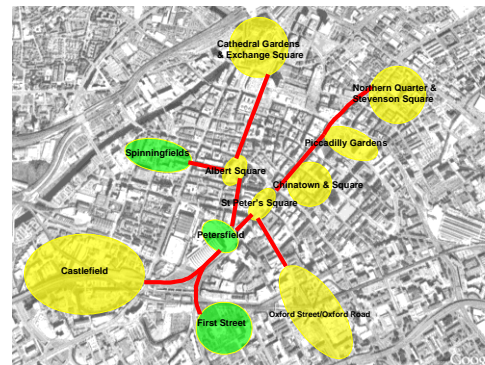 Cathedral Gardens
& Exchange Square
Northern Quarter &
Stevenson Square
Piccadilly Gardens
Spinningfields
Albert Square
Chinatown & Square
St Peter's Square
Petersfield
Castlefield
Oxford Street/Oxford Road
First Street
Goo